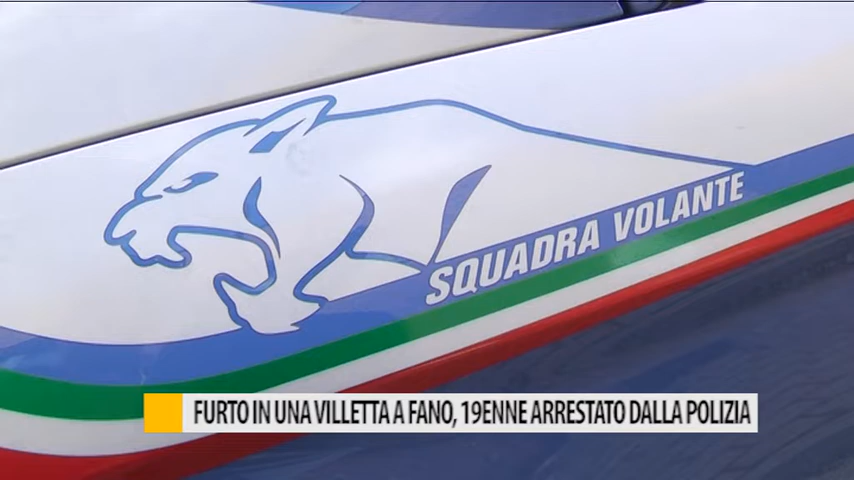 SQUADRA VOLANTE
FURTO IN UNA VILLETTA A FANO, 19ENNE ARRESTATO DALLA POLIZIA